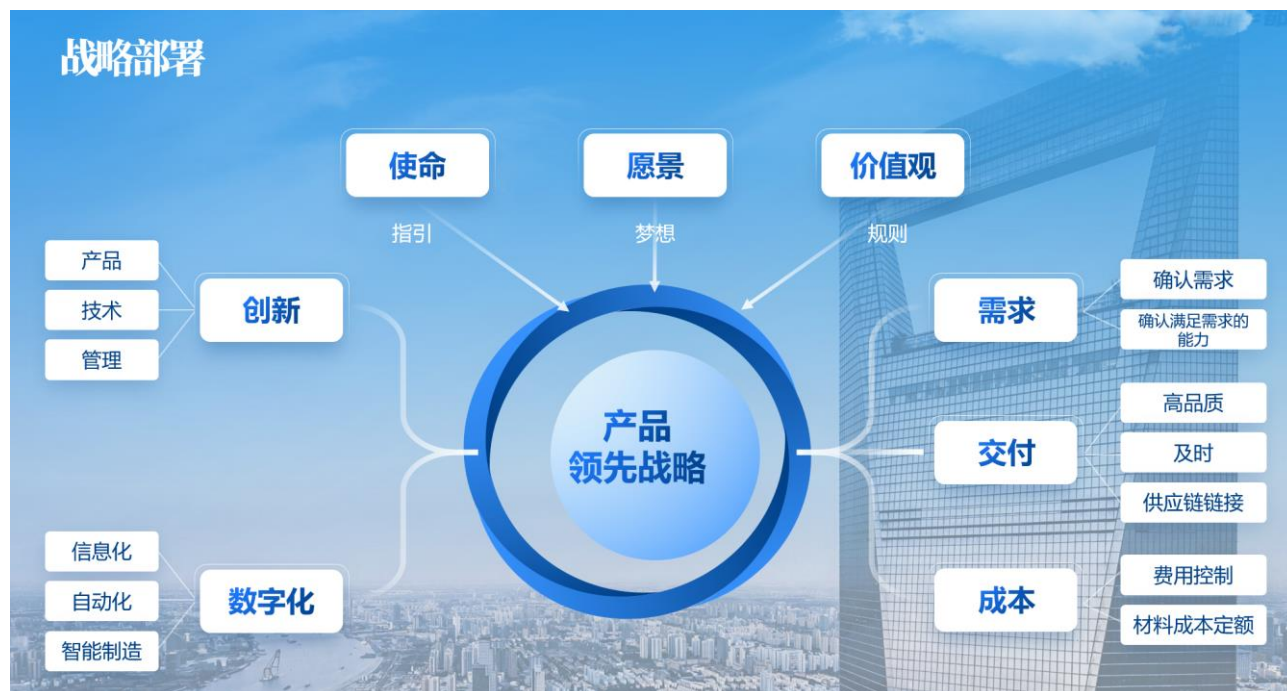 战略部署
使命
愿景
价值观
指引
梦想
规则
产品
技术
管理
创新
信息化
自动化
智能制造
数字化
产品
领先战略
需求
确认需求
确认满足需求的
能力
交付
高品质
及时
供应链链接
成本
费用控制
材料成本定额